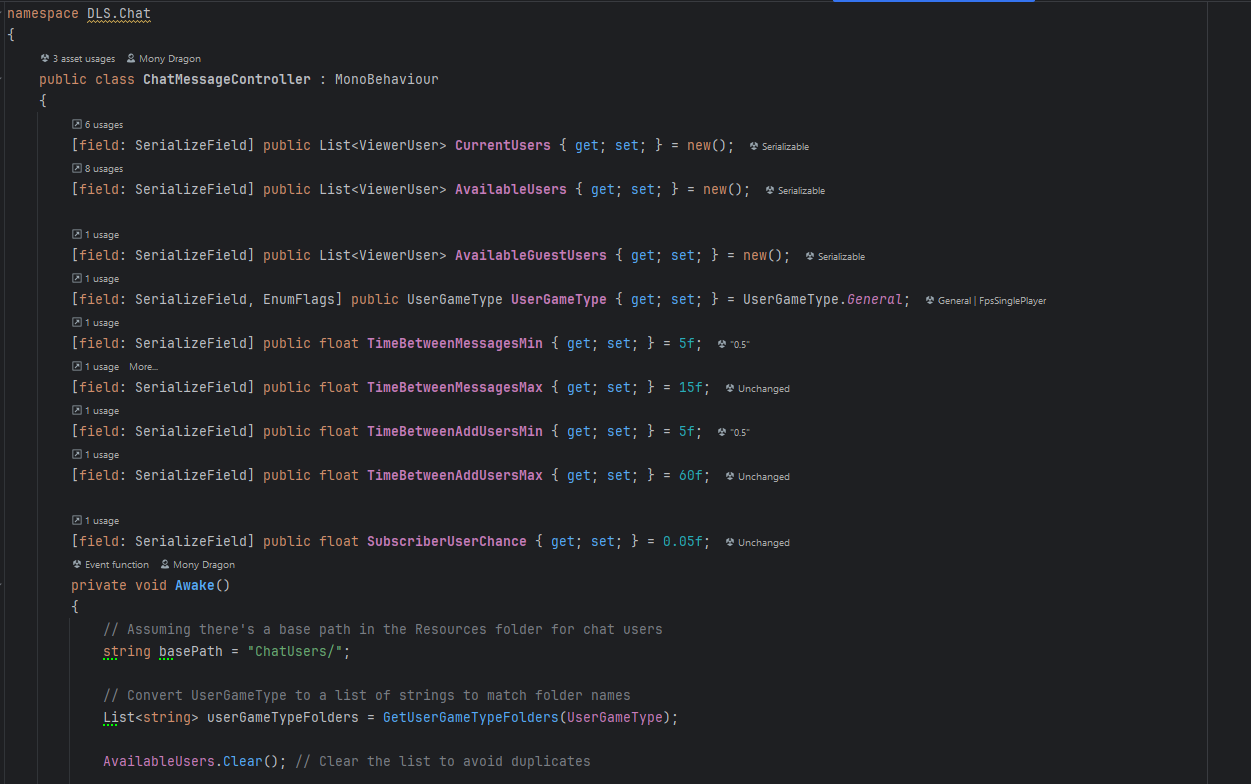 namespace DLS.Chat
{
3 asset usages Mony Dragon
public class ChatMessageController : MonoBehaviour
{
6 usages
[field: SerializeField] public List<ViewerUser> CurrentUsers { get; set; } = new(); Serializable
8 usages
[field: SerializeField] public List<ViewerUser> AvailableUsers { get; set; } = new(); Serializable
1 usage
[field: SerializeField] public List<ViewerUser> AvailableGuestUsers { get; set; } = new(); Serializable
1 usage
[field: SerializeField, EnumFlags] public UserGameType UserGameType { get; set; } = UserGameType.General; General | FpsSinglePlayer
1 usage
[field: SerializeField] public float TimeBetweenMessagesMin { get; set; } = 5f; "0.5"
1 usage More...
[field: SerializeField] public float TimeBetweenMessagesMax { get; set; } = 15f; Unchanged
1 usage
[field: SerializeField] public float TimeBetweenAddUsersMin { get; set; } = 5f; "0.5"
1 usage
[field: SerializeField] public float TimeBetweenAddUsersMax { get; set; } = 60f; Unchanged
1 usage
[field: SerializeField] public float SubscriberUserChance { get; set; } = 0.05f; Unchanged
Event function Mony Dragon
private void Awake()
{
// Assuming there's a base path in the Resources folder for chat users
string basePath = "ChatUsers/";
// Convert UserGameType to a list of strings to match folder names
List<string> userGameTypeFolders = GetUserGameTypeFolders(UserGameType);
AvailableUsers.Clear(); // Clear the list to avoid duplicates